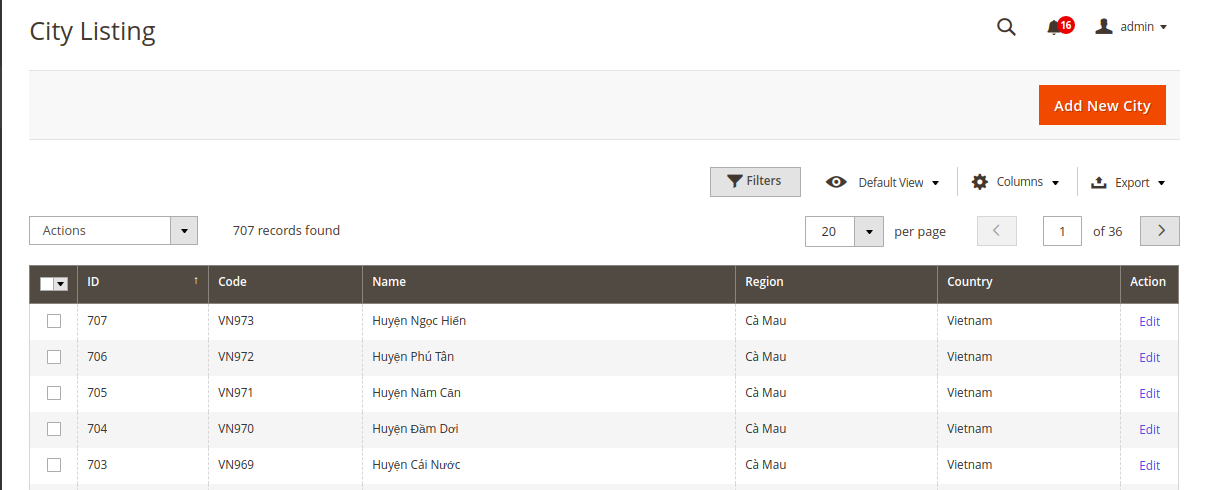 City Listing
16
admin
Add New City
Filters
Default View
Columns
Export
Actions
707 records found
20
per page
1
of 36
ID ↑ Code Name Region Country Action
707 VN973 Huyện Ngọc Hiển Cà Mau Vietnam Edit
706 VN972 Huyện Phú Tân Cà Mau Vietnam Edit
705 VN971 Huyện Năm Căn Cà Mau Vietnam Edit
704 VN970 Huyện Đầm Dơi Cà Mau Vietnam Edit
703 VN969 Huyện Cái Nước Cà Mau Vietnam Edit